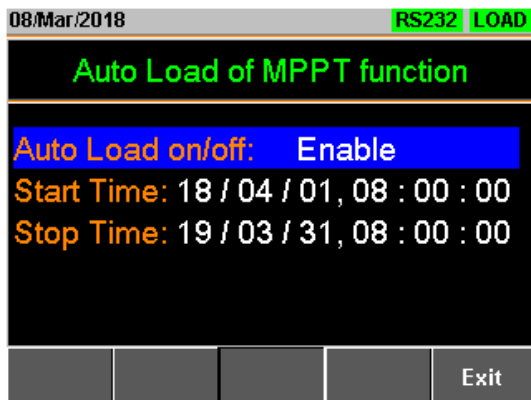 08/Mar/2018 RS232 LOAD
Auto Load of MPPT function
Auto Load on/off: Enable
Start Time: 18 / 04 / 01, 08 : 00 : 00
Stop Time: 19 / 03 / 31, 08 : 00 : 00
Exit